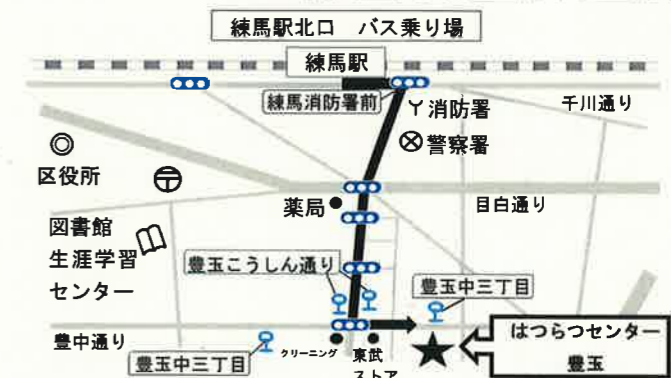 練馬駅北口 バス乗り場
練馬駅
練馬消防署前
消防署
千川通り
警察署
区役所
薬局
目白通り
図書館
生涯学習
センター
豊玉こうしん通り
豊玉中三丁目
豊中通り
豊玉中三丁目
クリーニング
東武
ストア
はつらつセンター
豊玉